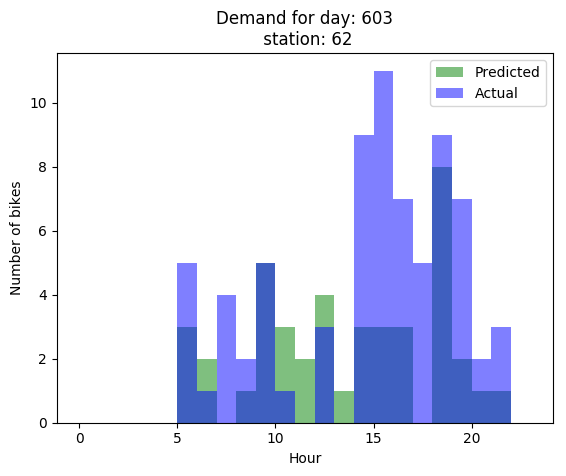 Demand for day: 603
station: 62
Predicted
Actual
Number of bikes
10
8
6
4
2
0
0 5 10 15 20
Hour